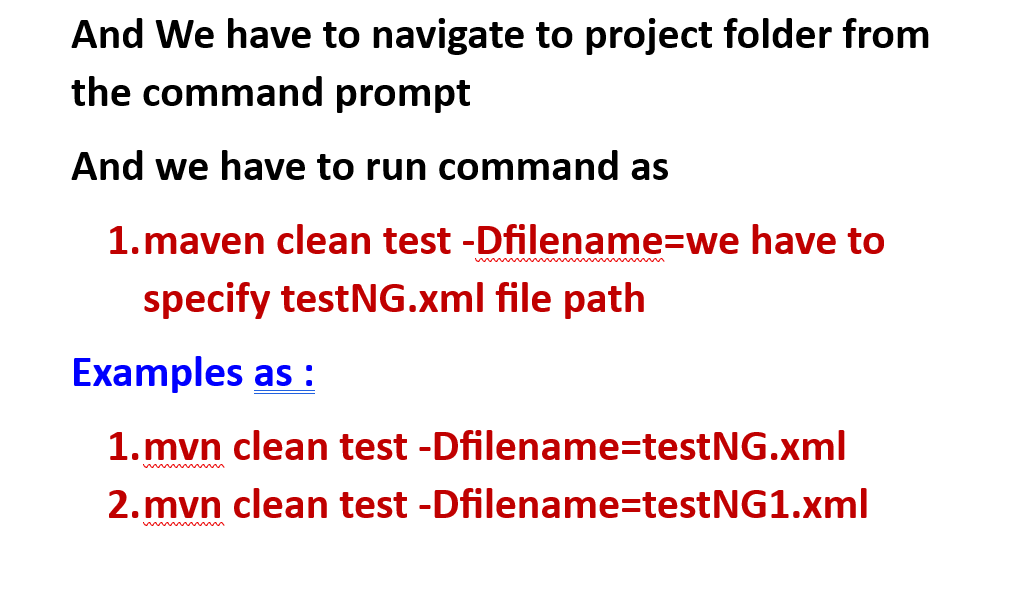 And We have to navigate to project folder from
the command prompt
And we have to run command as
1.maven clean test -Dfilename=we have to
specify testNG.xml file path
Examples as :
1.mvn clean test -Dfilename=testNG.xml
2.mvn clean test -Dfilename=testNG1.xml